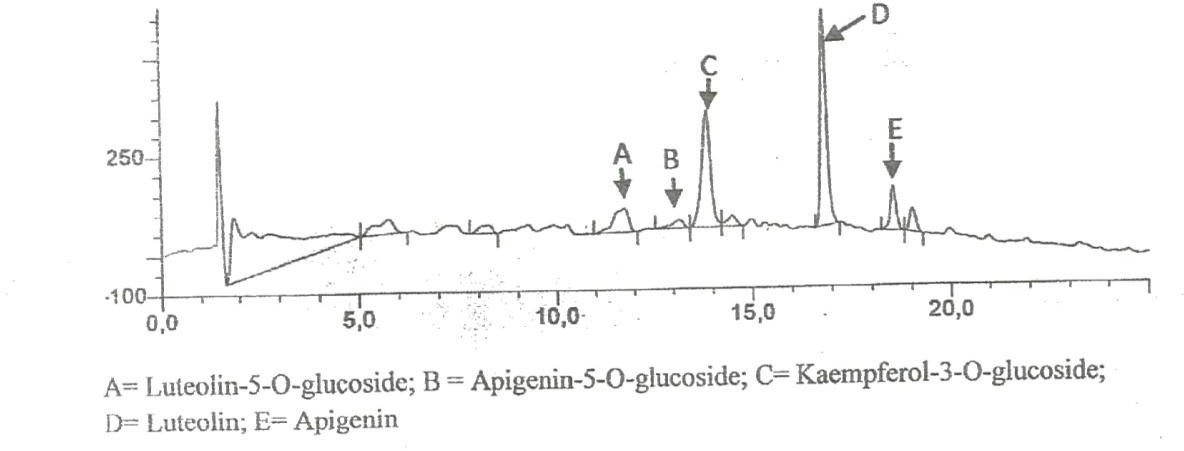 D
C
A
B
E
250
-100
0,0
5,0
10,0
15,0
20,0
A= Luteolin-5-O-glucoside; B = Apigenin-5-O-glucoside; C= Kaempferol-3-O-glucoside;
D= Luteolin; E= Apigenin